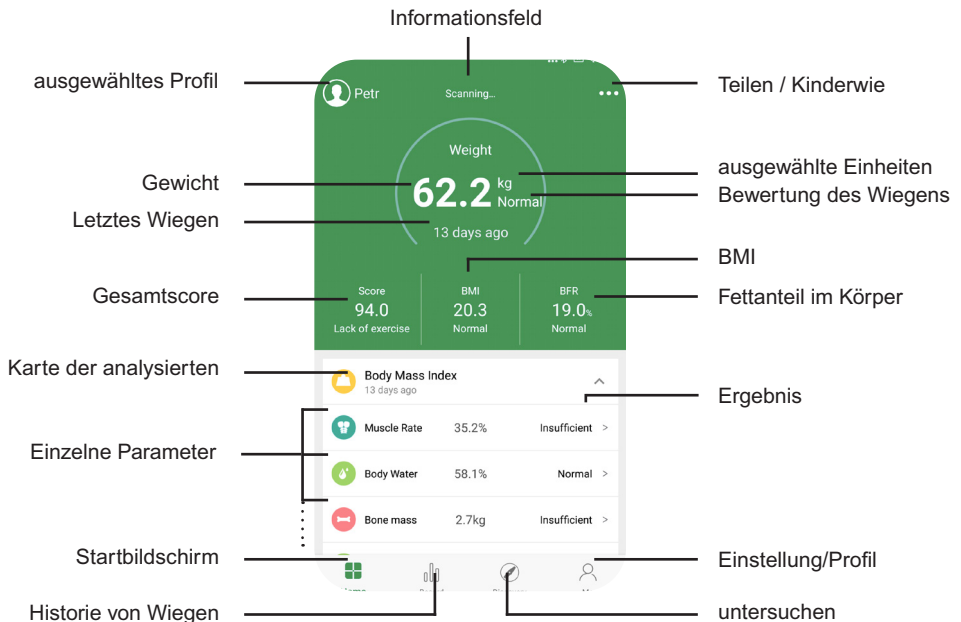 Informationsfeld
ausgewähltes Profil
Teilen / Kinderwie
Petr
Scanning...
Weight
ausgewählte Einheiten
Gewicht
62.2 kg
Normal
Bewertung des Wiegens
Letztes Wiegen
13 days ago
BMI
Gesamtscore
Score
BMI
BFR
Fettanteil im Körper
94.0
20.3
19.0%
Lack of exercise
Normal
Normal
Karte der analysierten
Body Mass Index
13 days ago
Ergebnis
Muscle Rate 35.2% Insufficient >
Einzelne Parameter
Body Water 58.1% Normal >
Bone mass 2.7kg Insufficient >
Startbildschirm
Einstellung/Profil
Historie von Wiegen
untersuchen